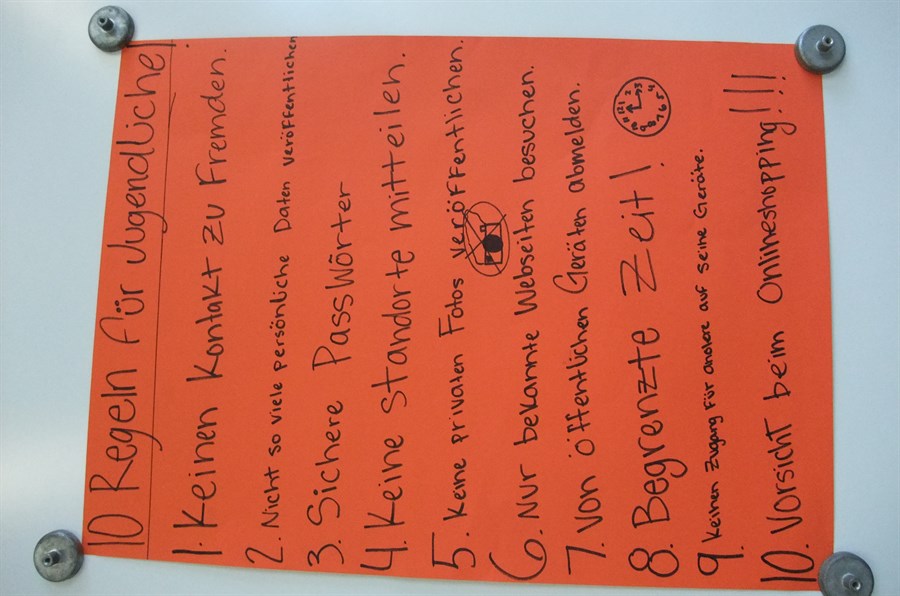 10 Regeln für Jugendliche!
1. Keinen Kontakt zu Fremden.
2. Nicht so viele persönliche Daten veröffentlichen
3. Sichere Passwörter
4. Keine Standorte mitteilen.
5. Keine privaten Fotos veröffentlichen.
6. Nur bekannte Webseiten besuchen.
7. Von öffentlichen Geräten abmelden.
8. Begrenzte Zeit!
9. Keinen Zugang für andere auf seine Geräte.
10. Vorsicht beim Onlineshopping!!!